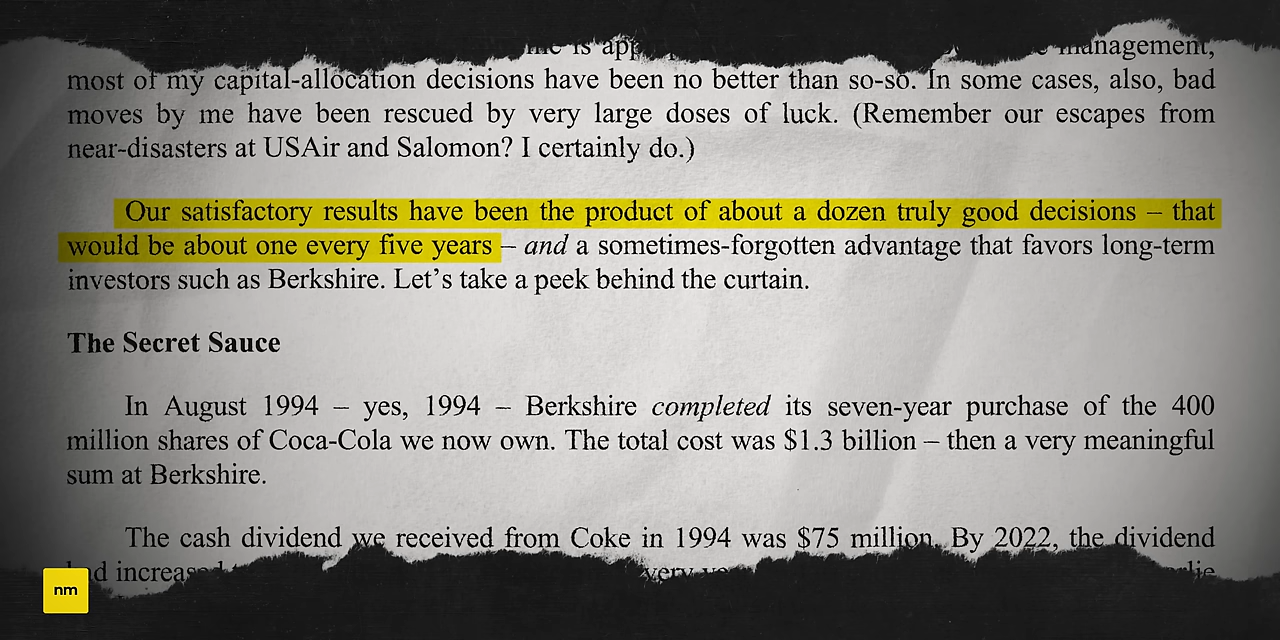 is app management,
most of my capital-allocation decisions have been no better than so-so. In some cases, also, bad
moves by me have been rescued by very large doses of luck. (Remember our escapes from
near-disasters at USAir and Salomon? I certainly do.)
Our satisfactory results have been the product of about a dozen truly good decisions – that
would be about one every five years – and a sometimes-forgotten advantage that favors long-term
investors such as Berkshire. Let’s take a peek behind the curtain.
The Secret Sauce
In August 1994 – yes, 1994 – Berkshire completed its seven-year purchase of the 400
million shares of Coca-Cola we now own. The total cost was $1.3 billion – then a very meaningful
sum at Berkshire.
The cash dividend we received from Coke in 1994 was $75 million. By 2022, the dividend
increased very
nm